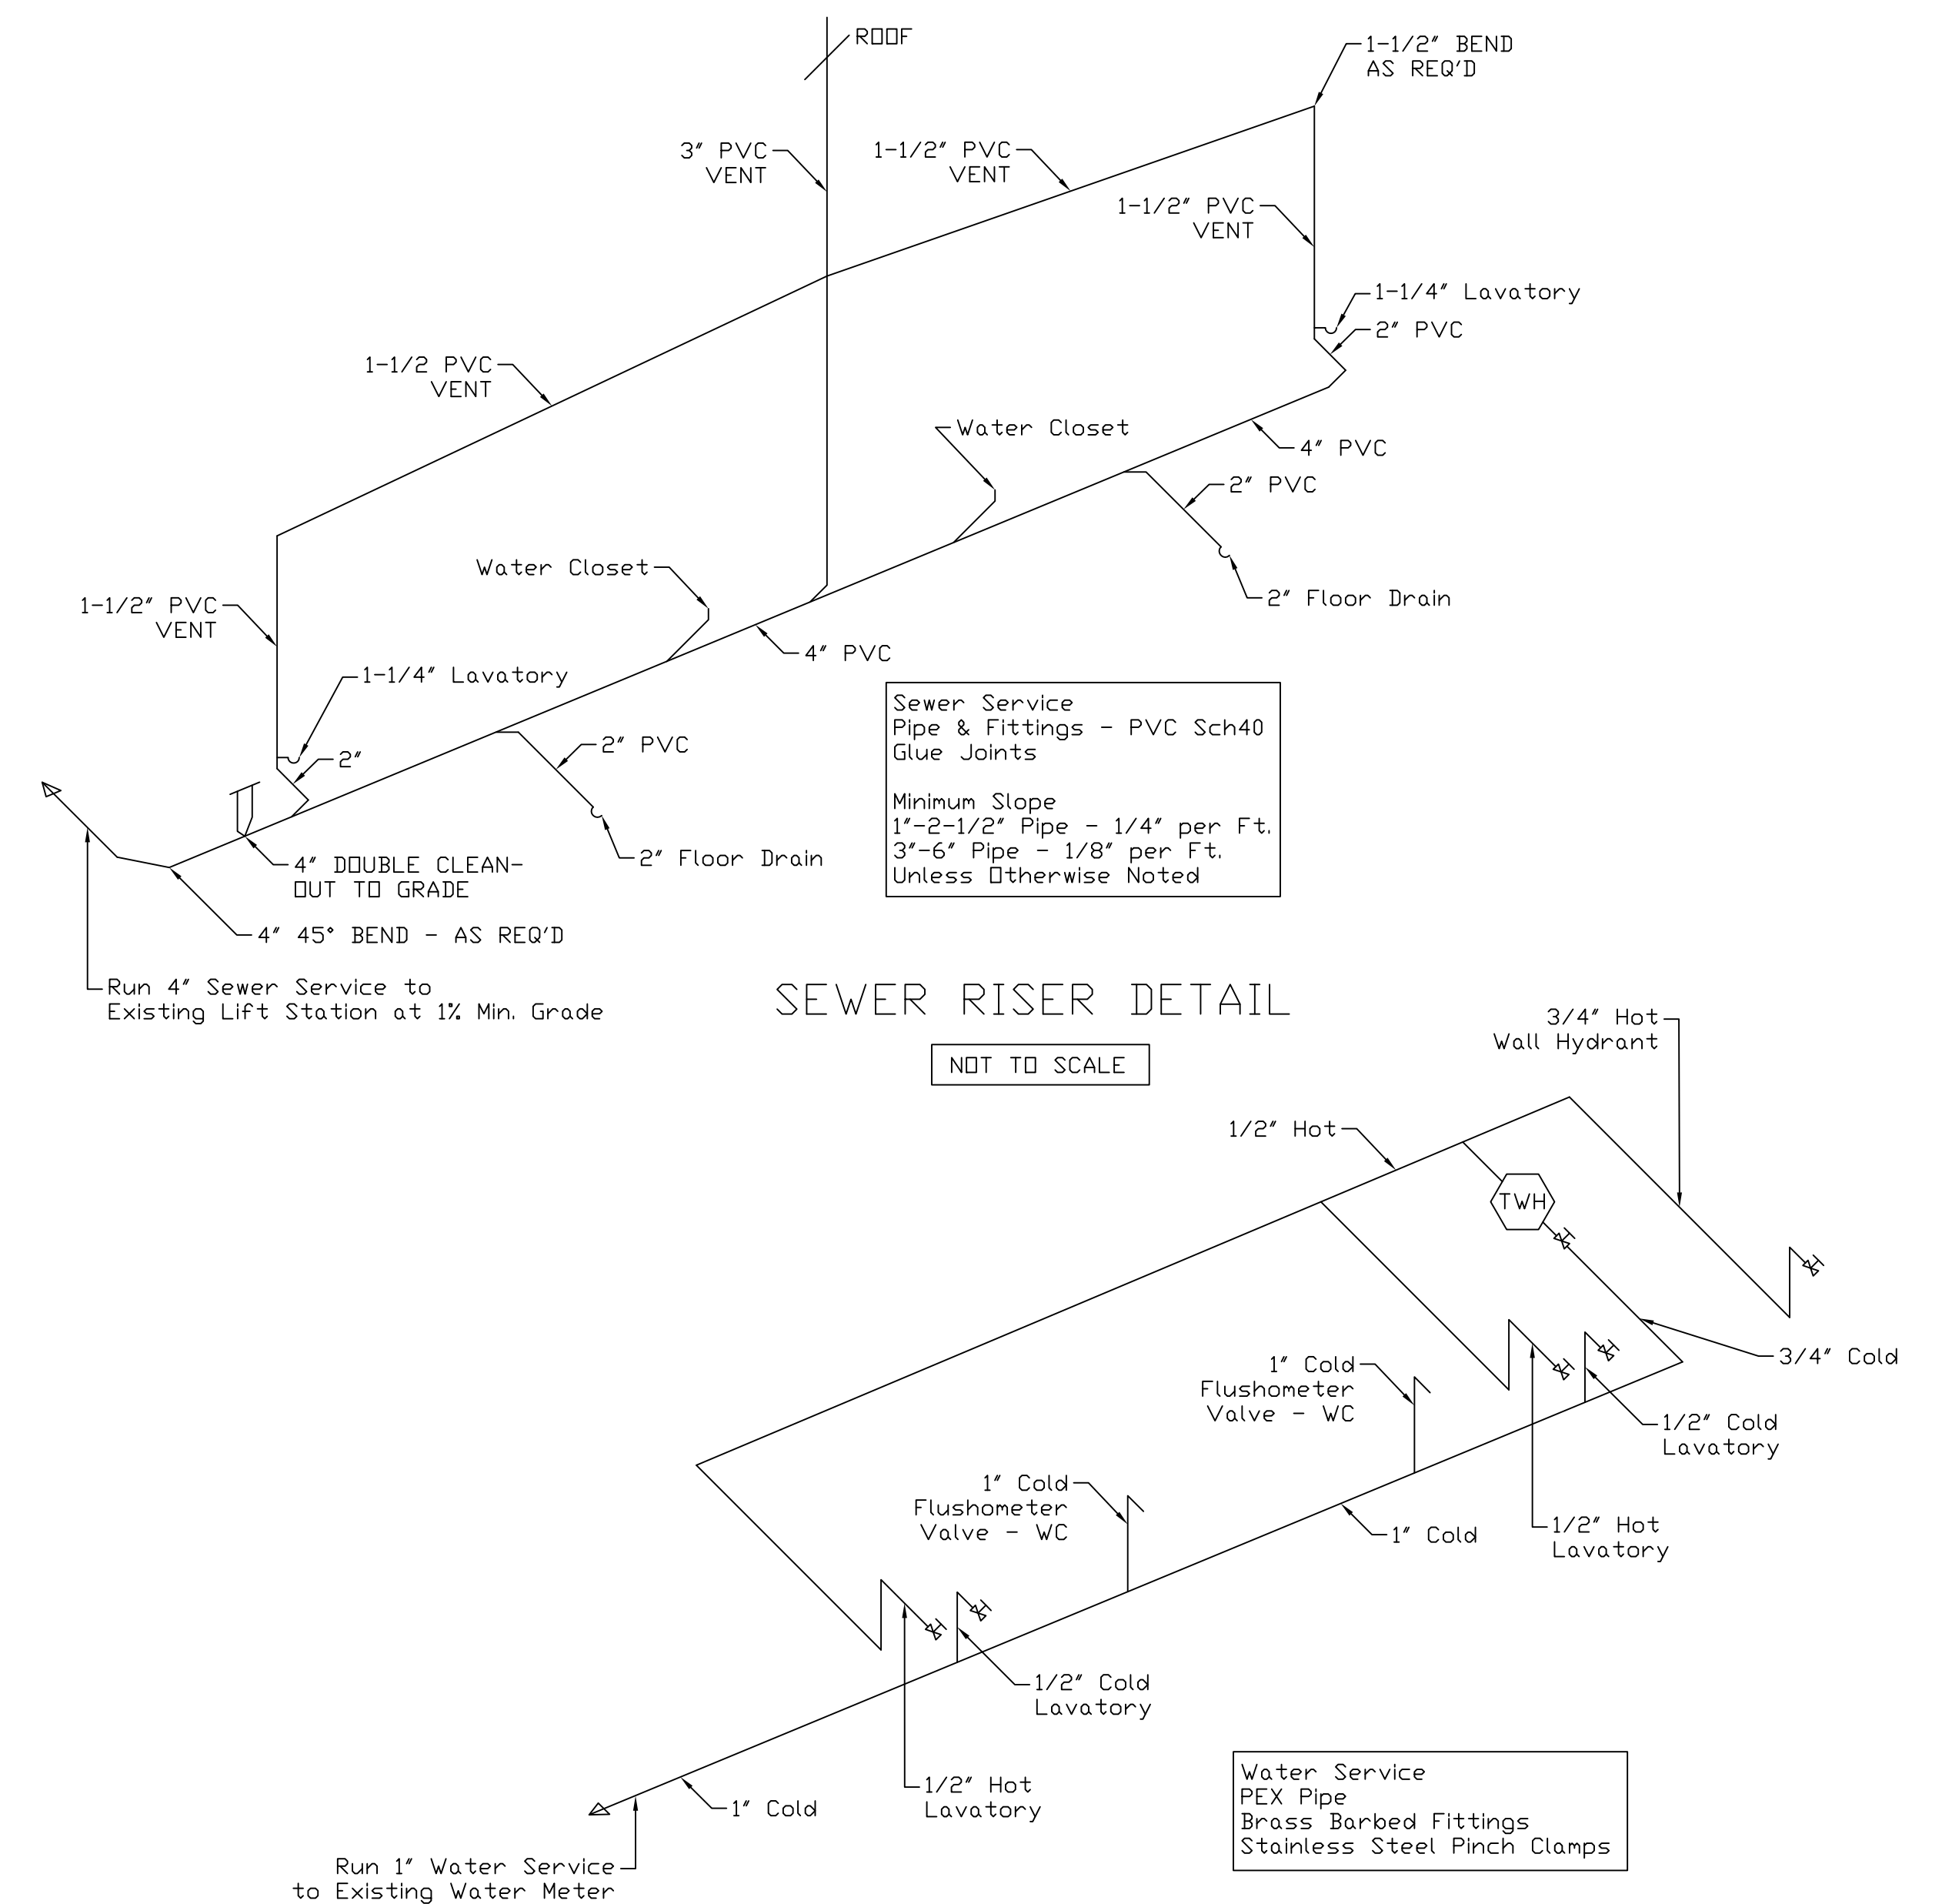 ROOF
1-1/2" BEND
AS REQ'D
3" PVC
VENT
1-1/2" PVC
VENT
1-1/2" PVC
VENT
1-1/4" Lavatory
2" PVC
1-1/2 PVC
VENT
Water Closet
4" PVC
2" PVC
Water Closet
2" Floor Drain
1-1/2" PVC
VENT
4" PVC
1-1/4" Lavatory
2" PVC
2"
2" Floor Drain
Sewer Service
Pipe & Fittings - PVC Sch40
Glue Joints
Minimum Slope
1"-2-1/2" Pipe - 1/4" per Ft.
3"-6" Pipe - 1/8" per Ft.
Unless Otherwise Noted
4" DOUBLE CLEAN-
OUT TO GRADE
4" 45° BEND - AS REQ'D
Run 4" Sewer Service to
Existing Lift Station at 1% Min. Grade
SEWER RISER DETAIL
NOT TO SCALE
3/4" Hot
Wall Hydrant
1/2" Hot
TWH
3/4" Cold
1" Cold
Flushometer
Valve - WC
1/2" Cold
Lavatory
1" Cold
Flushometer
Valve - WC
1" Cold
1/2" Hot
Lavatory
1/2" Cold
Lavatory
1/2" Hot
Lavatory
1" Cold
Water Service
PEX Pipe
Brass Barbed Fittings
Stainless Steel Pinch Clamps
Run 1" Water Service
to Existing Water Meter